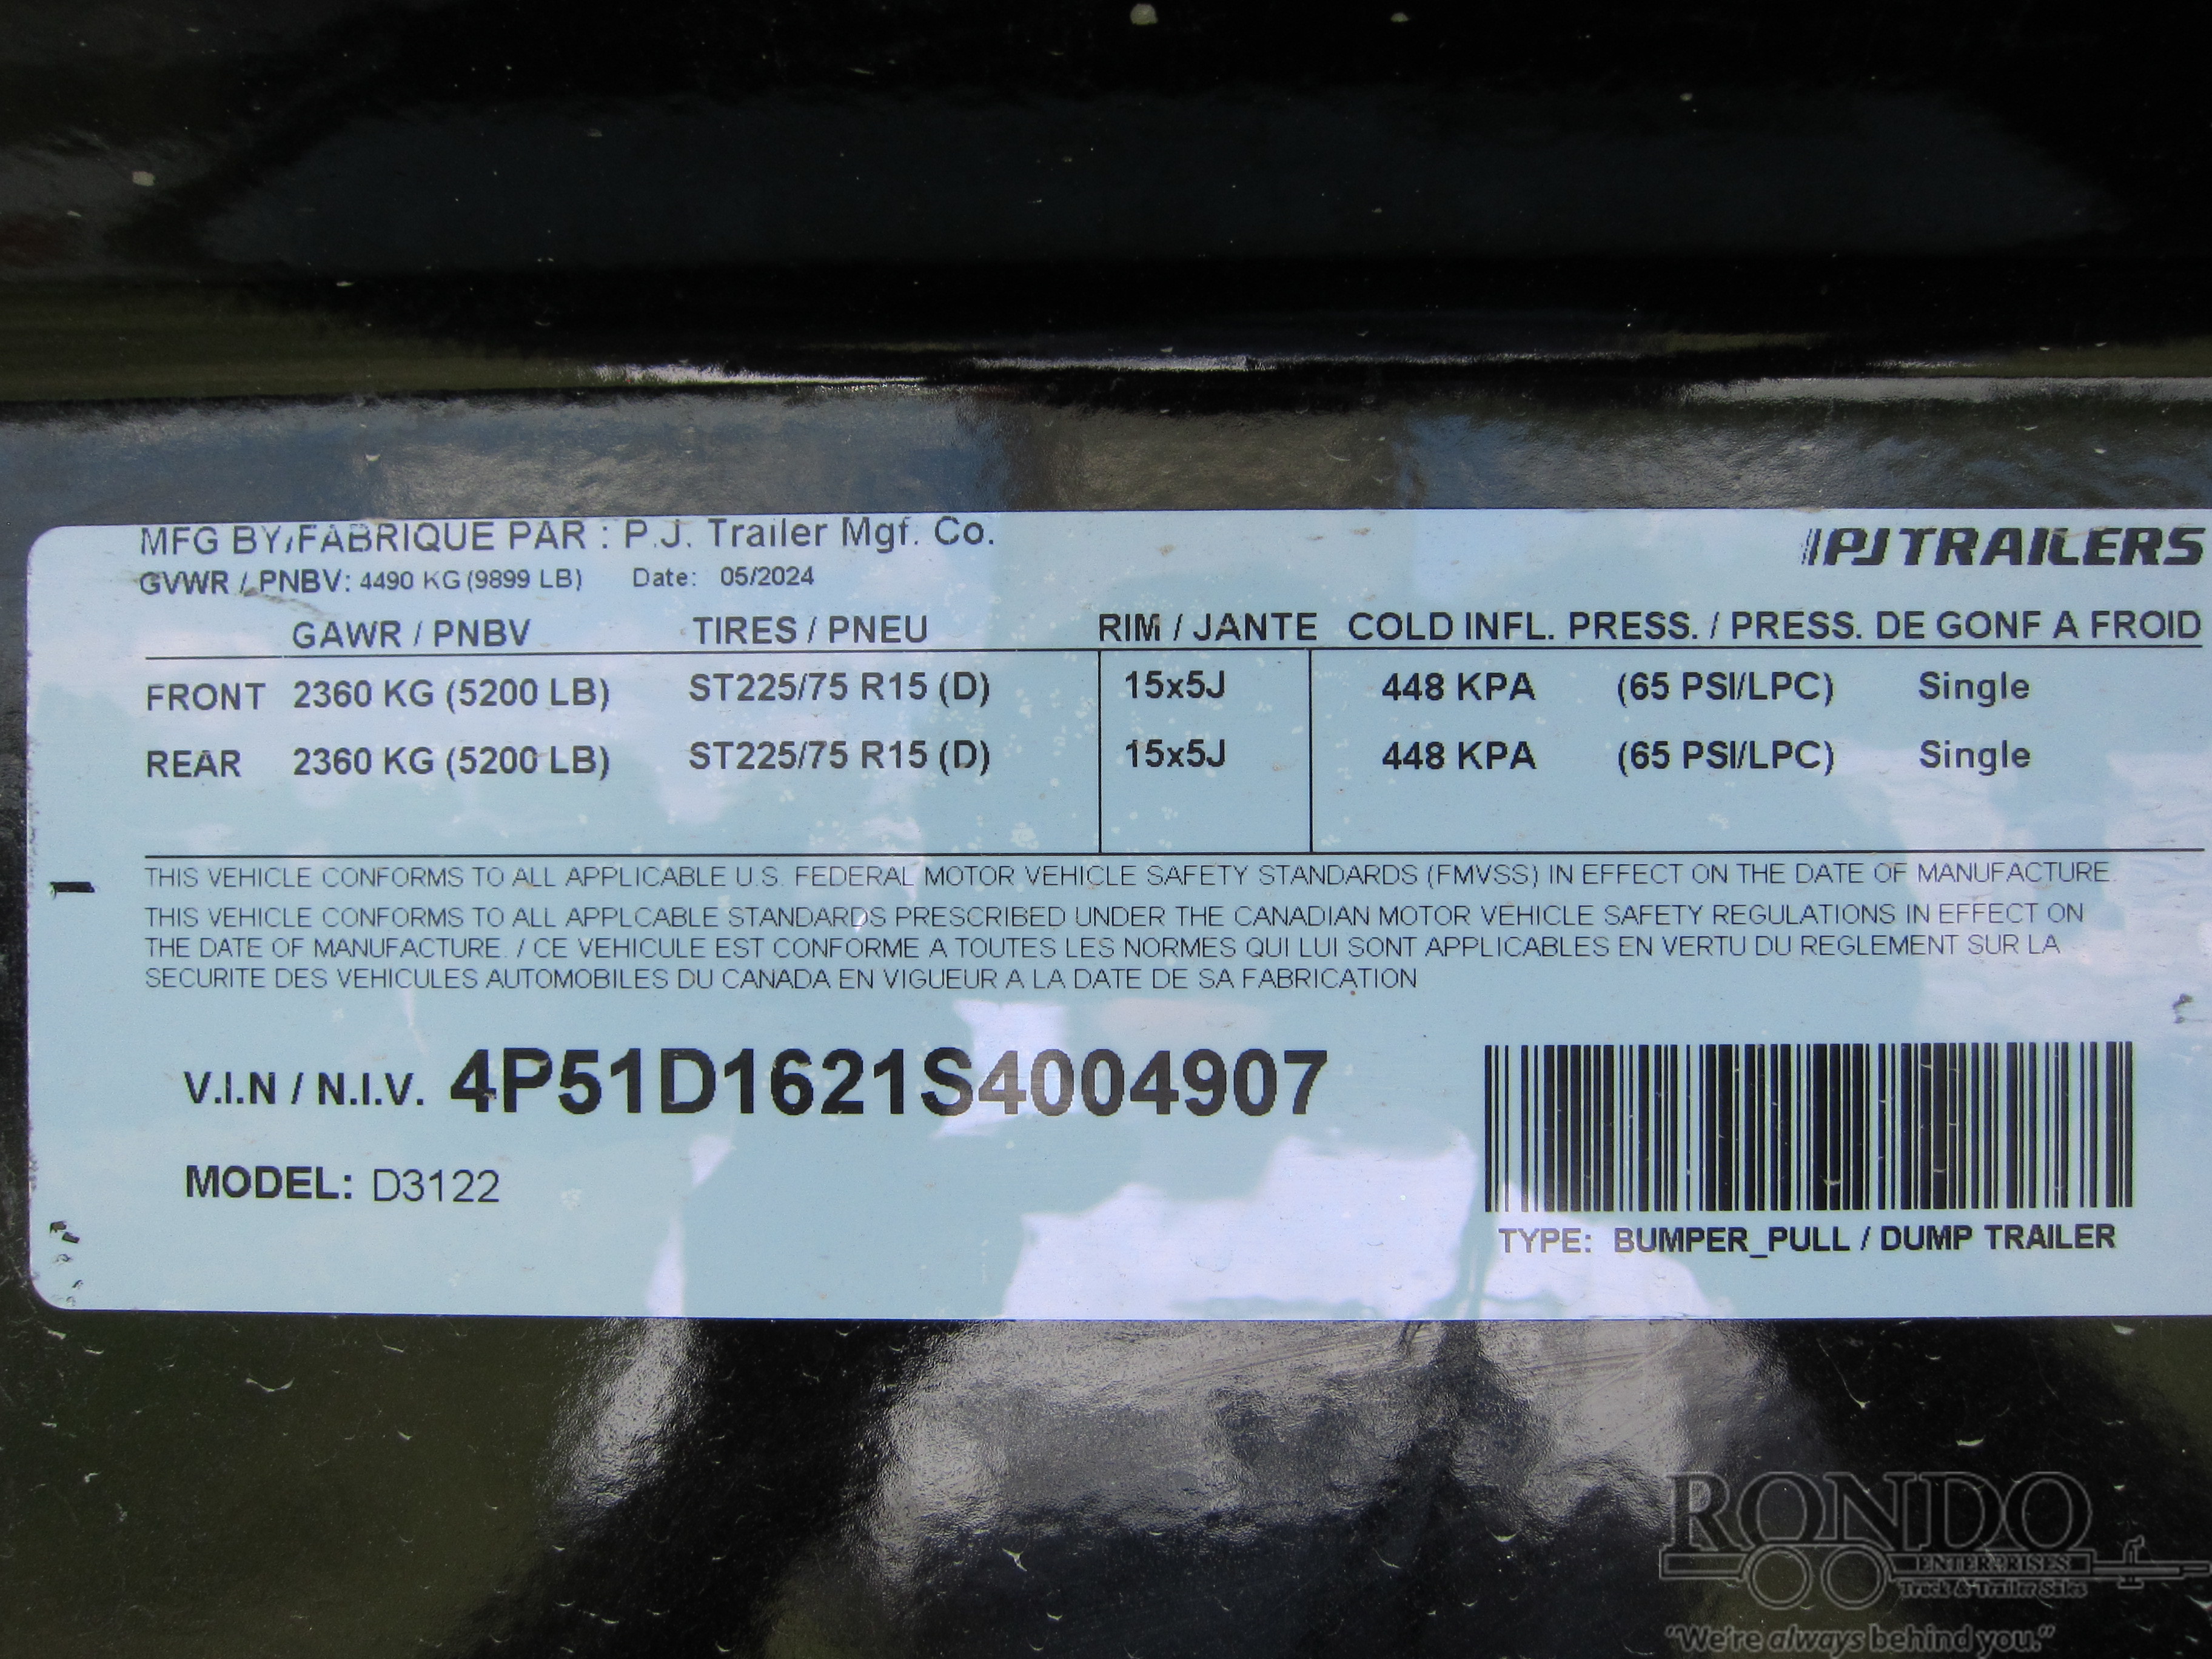 MFG BY/FABRIQUE PAR : P.J. Trailer Mgf. Co.
PJ TRAILERS
GVWR / PNBV: 4490 KG (9899 LB) Date: 05/2024
GAWR / PNBV TIRES / PNEU RIM / JANTE COLD INFL. PRESS. / PRESS. DE GONF A FROID
FRONT 2360 KG (5200 LB) ST225/75 R15 (D) 15x5J 448 KPA (65 PSI/LPC) Single
REAR 2360 KG (5200 LB) ST225/75 R15 (D) 15x5J 448 KPA (65 PSI/LPC) Single
THIS VEHICLE CONFORMS TO ALL APPLICABLE U.S. FEDERAL MOTOR VEHICLE SAFETY STANDARDS (FMVSS) IN EFFECT ON THE DATE OF MANUFACTURE.
THIS VEHICLE CONFORMS TO ALL APPLCABLE STANDARDS PRESCRIBED UNDER THE CANADIAN MOTOR VEHICLE SAFETY REGULATIONS IN EFFECT ON
THE DATE OF MANUFACTURE. / CE VEHICULE EST CONFORME A TOUTES LES NORMES QUI LUI SONT APPLICABLES EN VERTU DU REGLEMENT SUR LA
SECURITE DES VEHICULES AUTOMOBILES DU CANADA EN VIGUEUR A LA DATE DE SA FABRICATION
V.I.N / N.I.V. 4P51D1621S4004907
MODEL: D3122
TYPE: BUMPER_PULL / DUMP TRAILER
RONDO
ENTERPRISES
Truck & Trailer Sales
"We're always behind you."